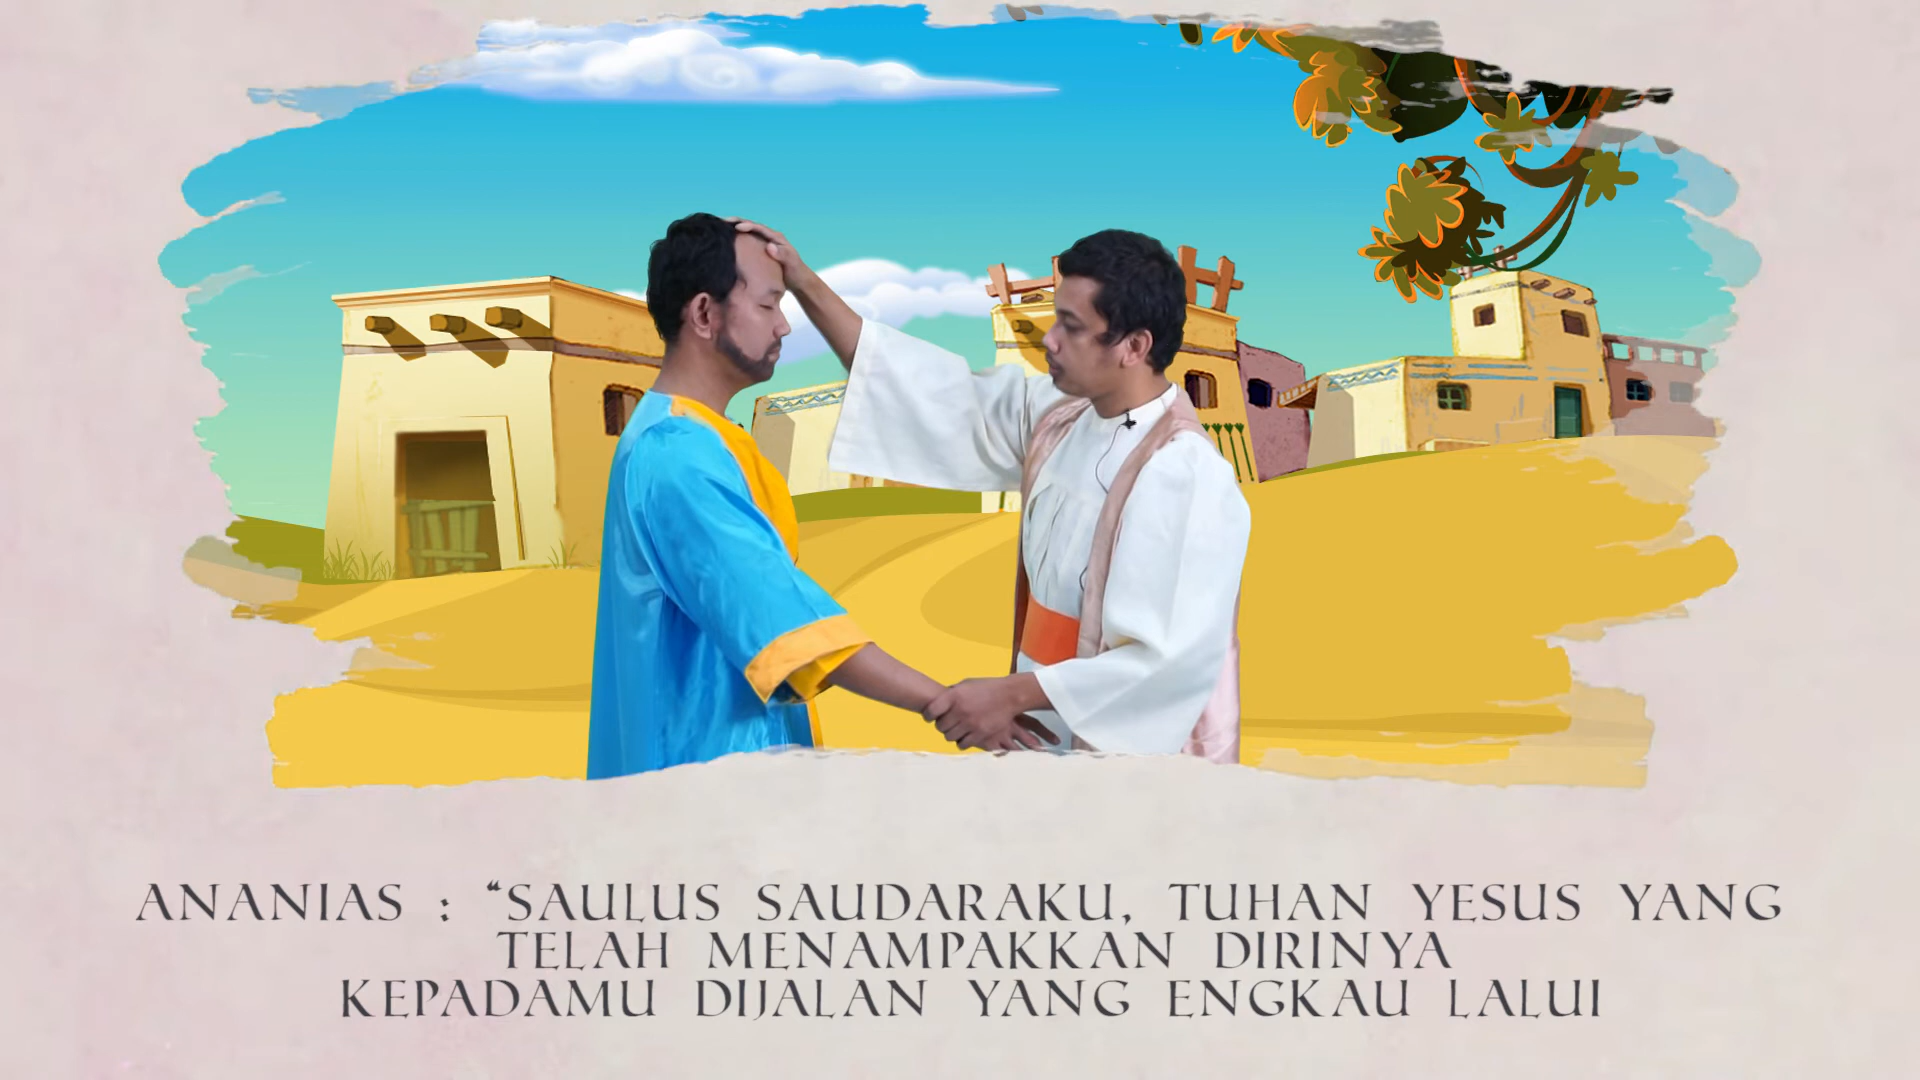 ANANIAS : “SAULUS SAUDARAKU, TUHAN YESUS YANG
TELAH MENAMPAKKAN DIRINYA
KEPADAMU DIJALAN YANG ENGKAU LALUI